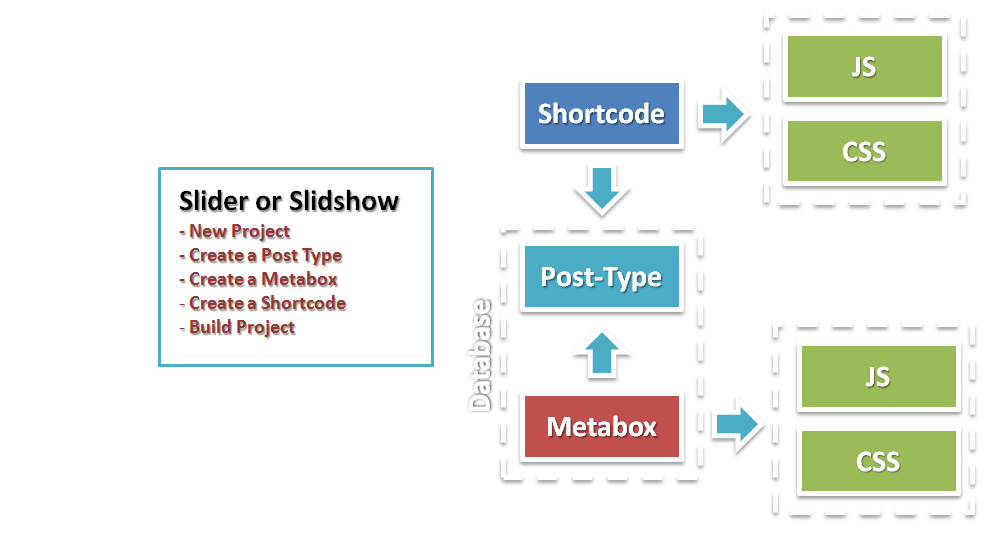 Slider or Slidshow
- New Project
- Create a Post Type
- Create a Metabox
- Create a Shortcode
- Build Project
Shortcode
JS
CSS
Database
Post-Type
Metabox
JS
CSS